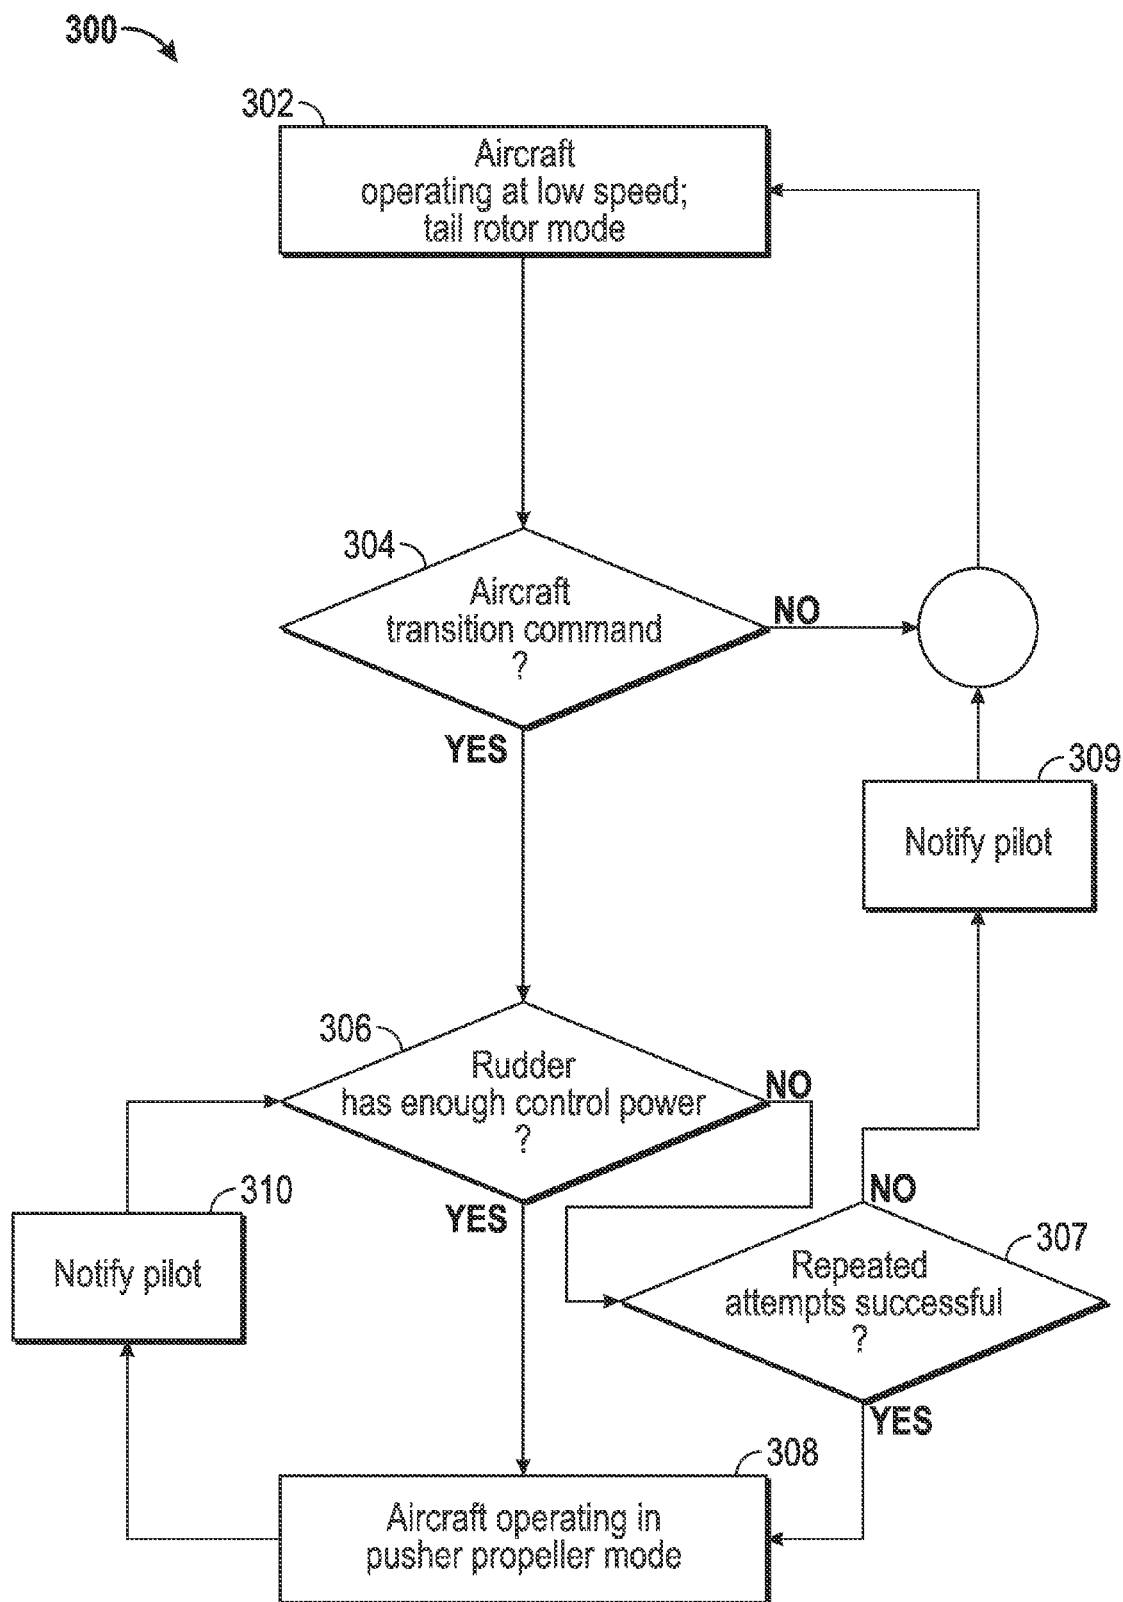 300
302
Aircraft
operating at low speed;
tail rotor mode
304
Aircraft
transition command
?
NO
YES
309
Notify pilot
306
Rudder
has enough control power
?
NO
YES
310
Notify pilot
NO
307
Repeated
attempts successful
?
YES
308
Aircraft operating in
pusher propeller mode